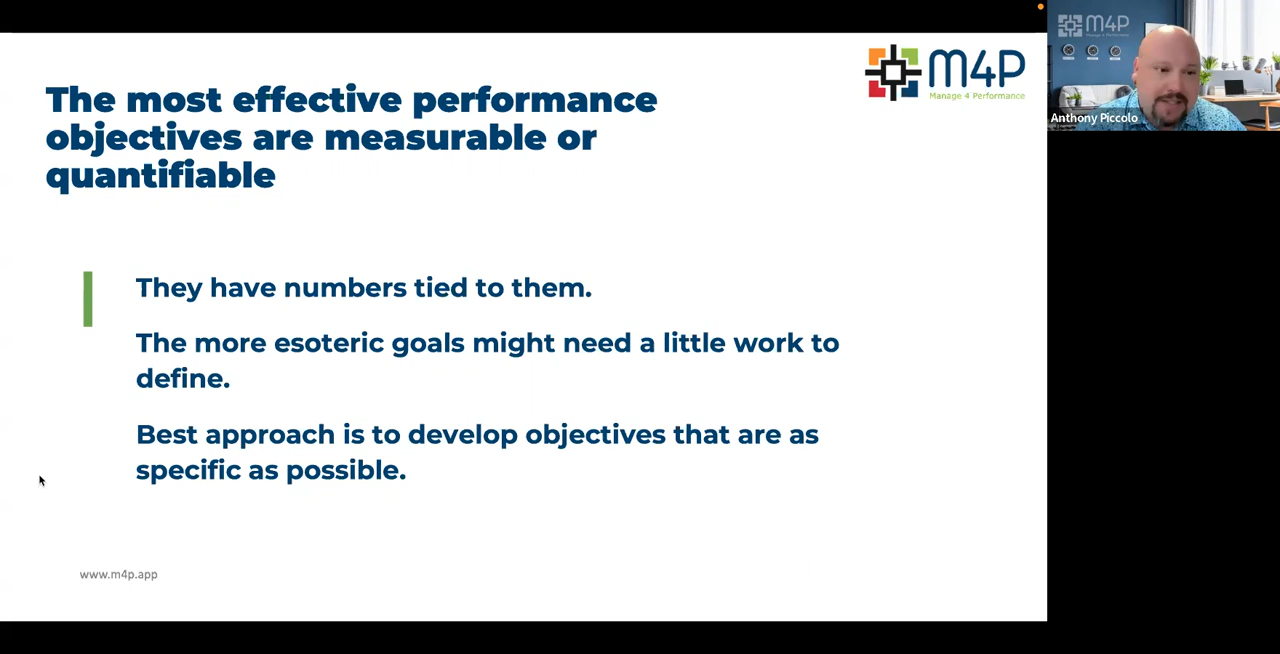 The most effective performance
objectives are measurable or
quantifiable
M4P
Manage 4 Performance
They have numbers tied to them.
The more esoteric goals might need a little work to
define.
Best approach is to develop objectives that are as
specific as possible.
www.m4p.app
M4P
Anthony Piccolo